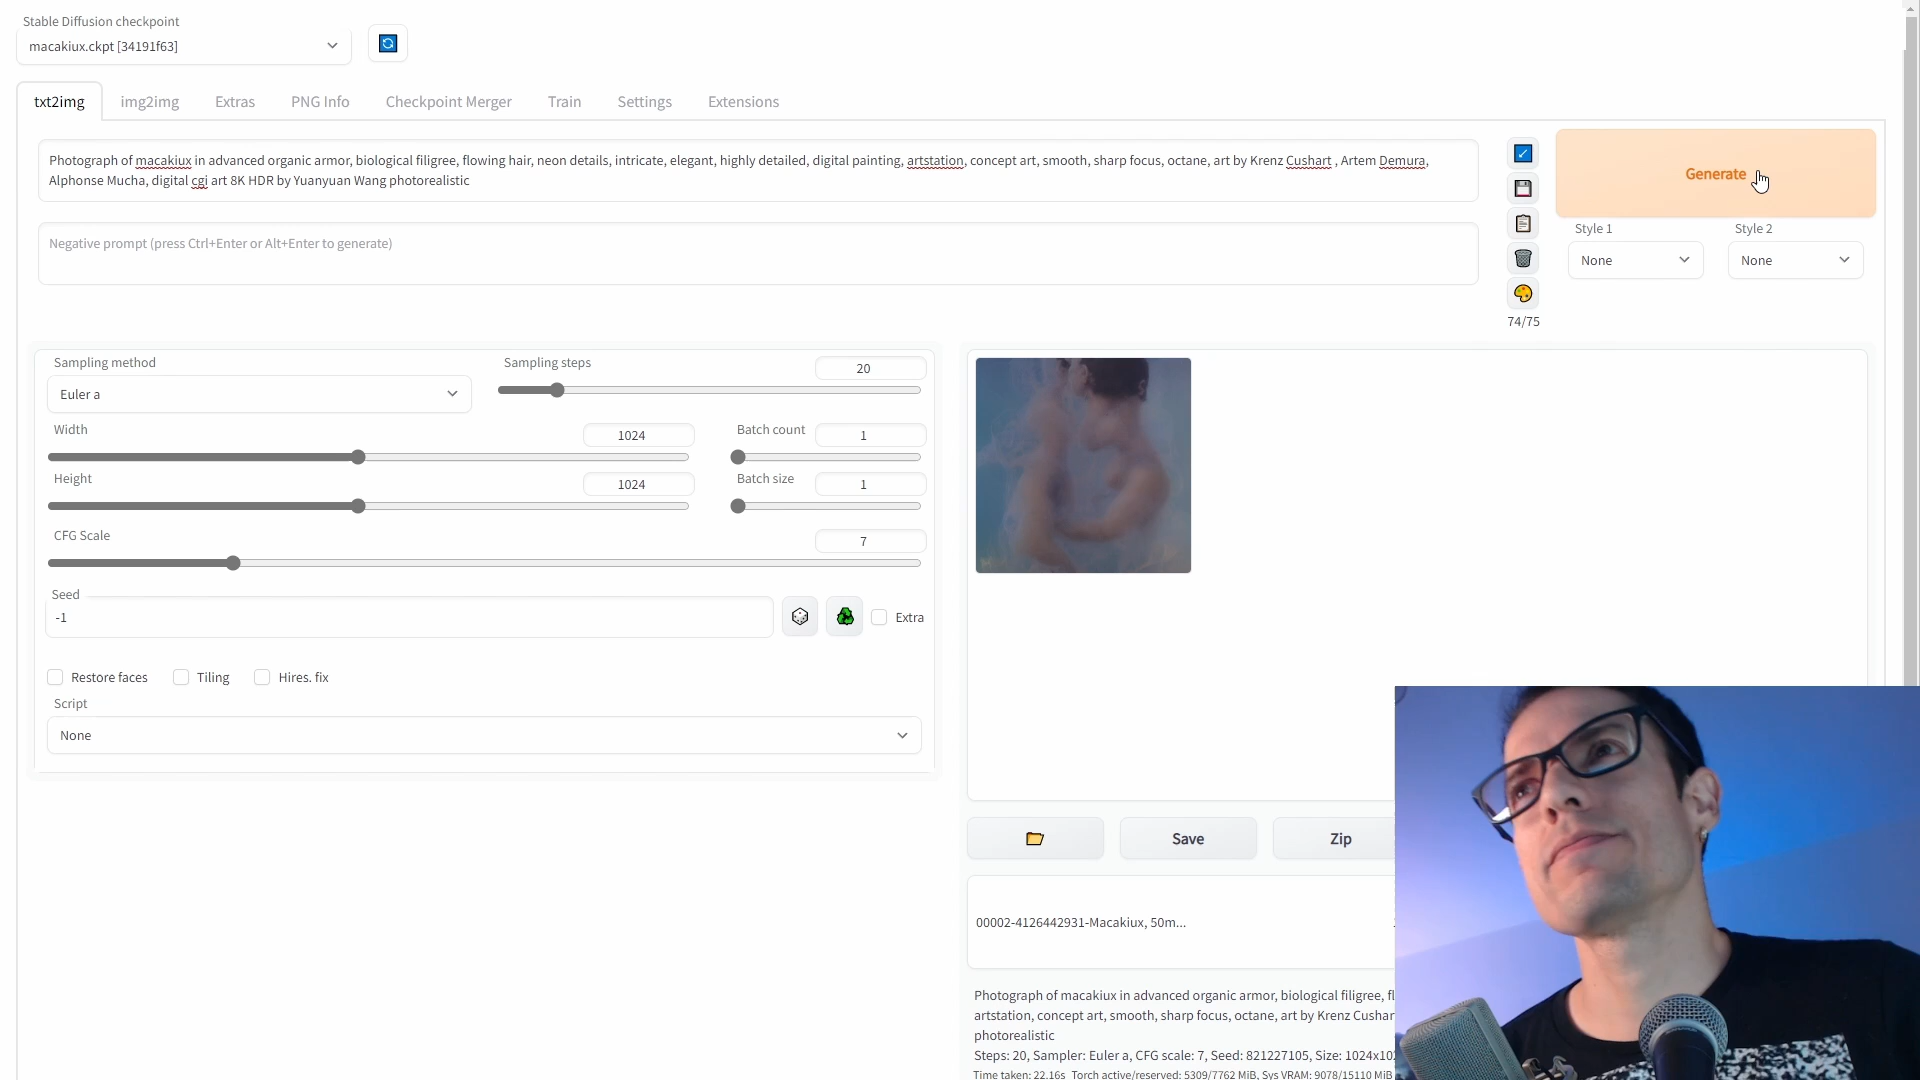 Stable Diffusion checkpoint
macakiux.ckpt [34191f63]
txt2img img2img Extras PNG Info Checkpoint Merger Train Settings Extensions
Photograph of macakiux in advanced organic armor, biological filigree, flowing hair, neon details, intricate, elegant, highly detailed, digital painting, artstation, concept art, smooth, sharp focus, octane, art by Krenz Cushart , Artem Demura,
Alphonse Mucha, digital cgi art 8K HDR by Yuanyuan Wang photorealistic
Generate
Negative prompt (press Ctrl+Enter or Alt+Enter to generate)
Style 1 Style 2
None None
74/75
Sampling method Sampling steps 20
Euler a
Width 1024 Batch count 1
Height 1024 Batch size 1
CFG Scale 7
Seed
-1 Extra
Restore faces Tiling Hires. fix
Script
None
Save Zip
00002-4126442931-Macakiux, 50m...
Photograph of macakiux in advanced organic armor, biological filigree, fl
artstation, concept art, smooth, sharp focus, octane, art by Krenz Cushar
photorealistic
Steps: 20, Sampler: Euler a, CFG scale: 7, Seed: 821227105, Size: 1024x10
Time taken: 22.16s Torch active/reserved: 5309/7762 MiB, Sys VRAM: 9078/15110 MiB